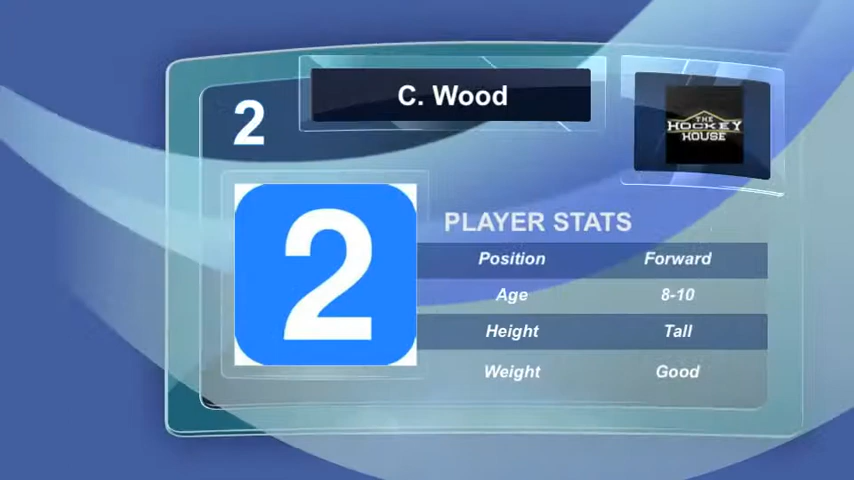 2
C. Wood
THE
HOCKEY
HOUSE
2
PLAYER STATS
Position Forward
Age 8-10
Height Tall
Weight Good